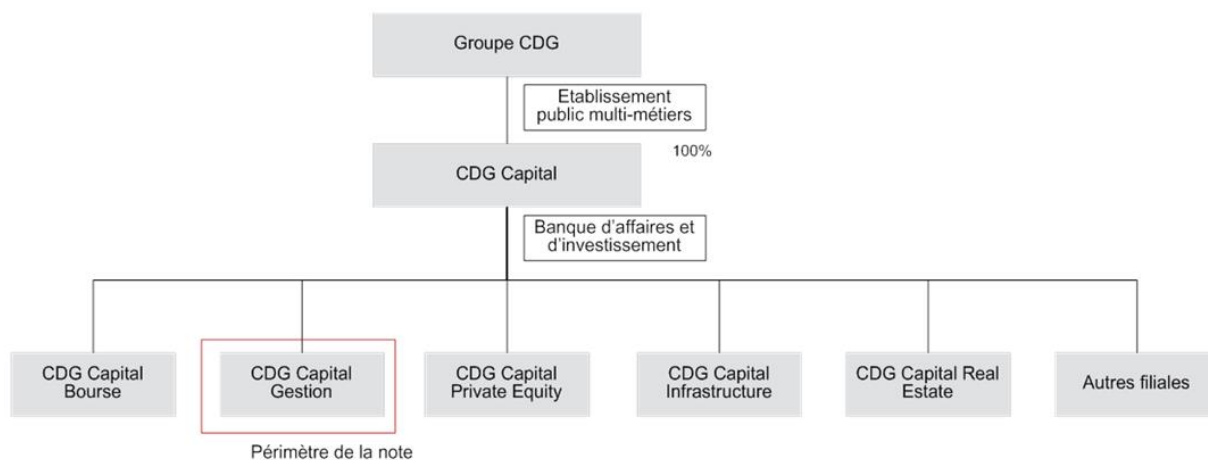 Groupe CDG
Etablissement
public multi-métiers
100%
CDG Capital
Banque d'affaires et
d'investissement
CDG Capital
Bourse
CDG Capital
Gestion
CDG Capital
Private Equity
CDG Capital
Infrastructure
CDG Capital Real
Estate
Autres filiales
Périmètre de la note